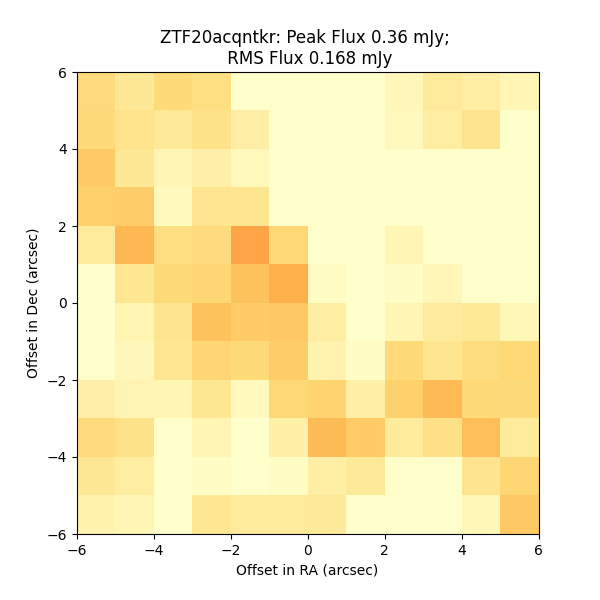 ZTF20acqntkr: Peak Flux 0.36 mJy;
RMS Flux 0.168 mJy
6
4
2
0
−2
−4
−6
Offset in Dec (arcsec)
−6 −4 −2 0 2 4 6
Offset in RA (arcsec)